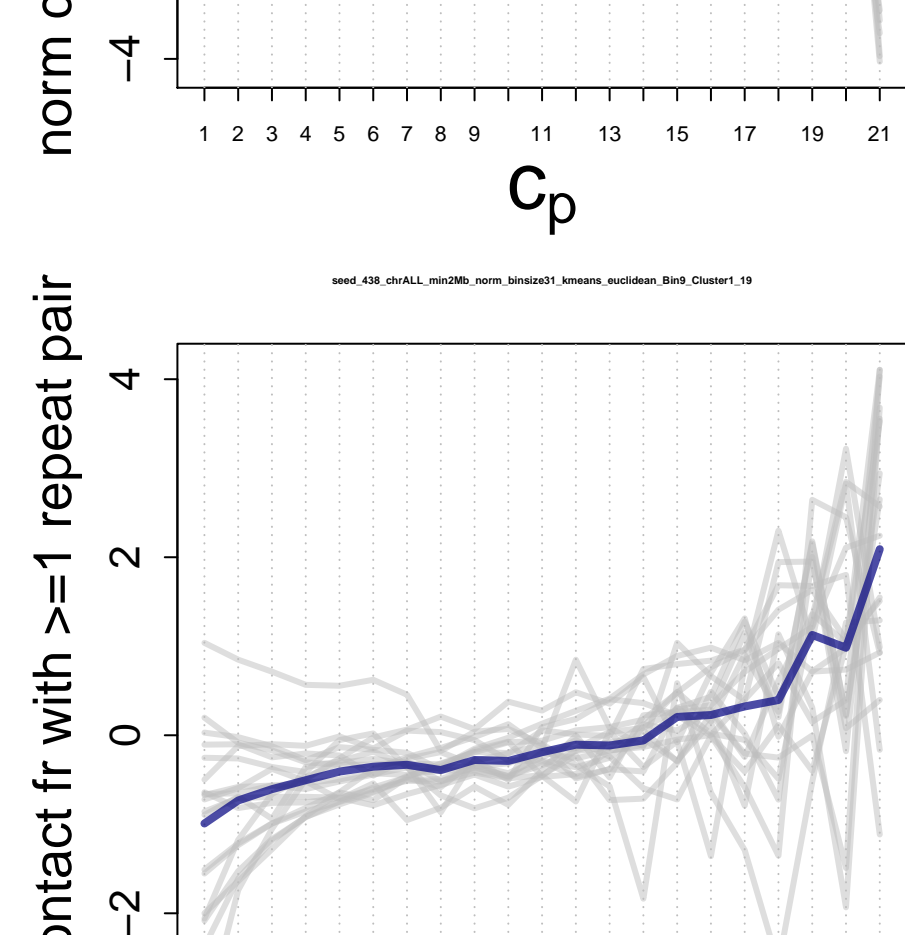 norm
−4
1 2 3 4 5 6 7 8 9 11 13 15 17 19 21
Cp
seed_438_chrALL_min2Mb_norm_binsize31_kmeans_euclidean_Bin9_Cluster1_19
ontact fr with >=1 repeat pair
4
2
0
−2